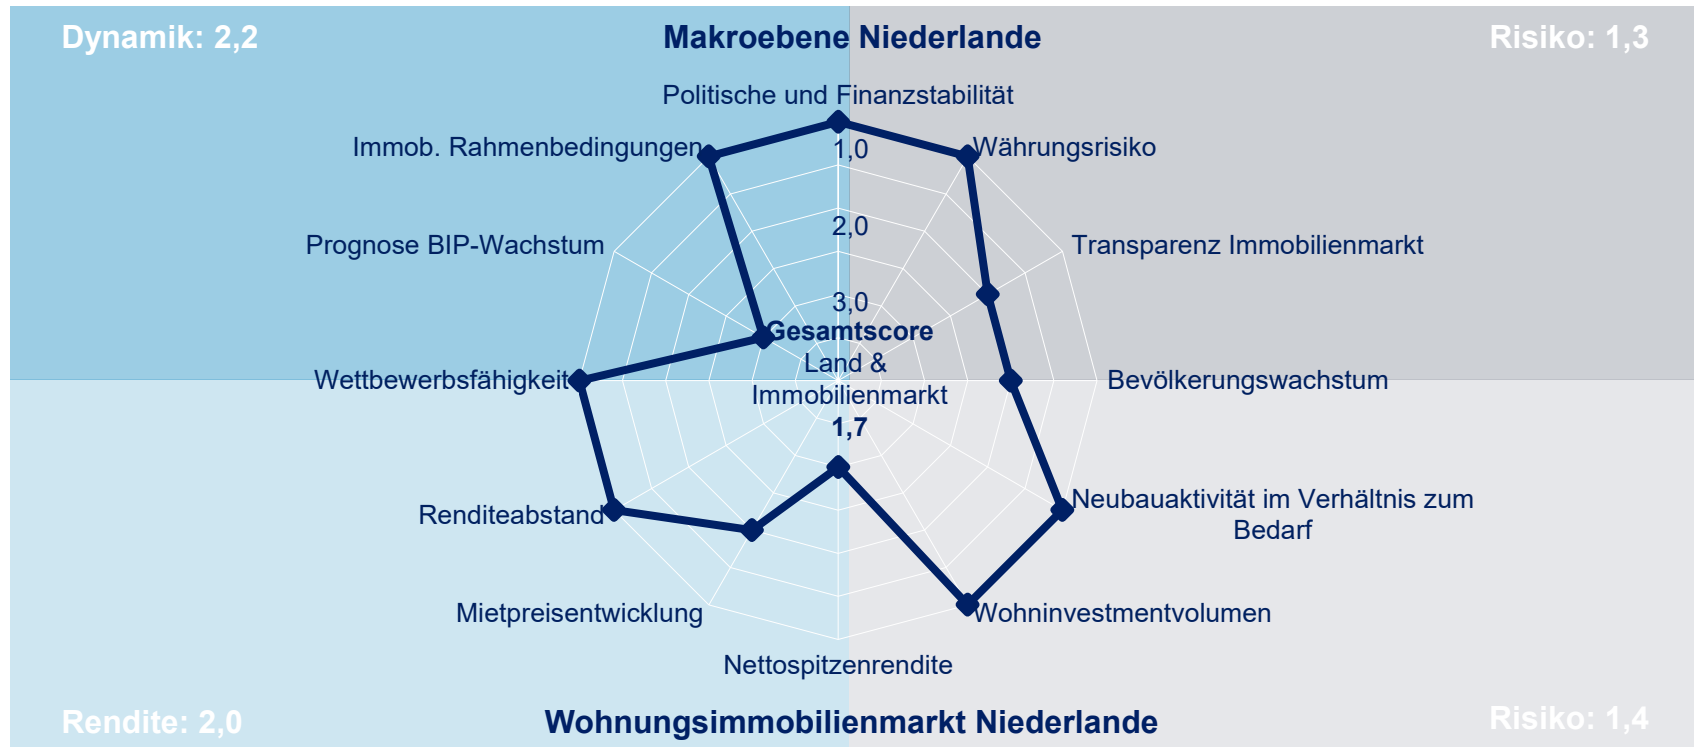 Dynamik: 2,2
Makroebene Niederlande
Risiko: 1,3
Politische und Finanzstabilität
Immob. Rahmenbedingungen
1,0
Währungsrisiko
2,0
Prognose BIP-Wachstum
Transparenz Immobilienmarkt
3,0
Gesamtscore
Land &
Immobilienmarkt
1,7
Wettbewerbsfähigkeit
Bevölkerungswachstum
Renditeabstand
Neubauaktivität im Verhältnis zum
Bedarf
Mietpreisentwicklung
Wohninvestmentvolumen
Nettospitzenrendite
Rendite: 2,0
Wohnungsimmobilienmarkt Niederlande
Risiko: 1,4